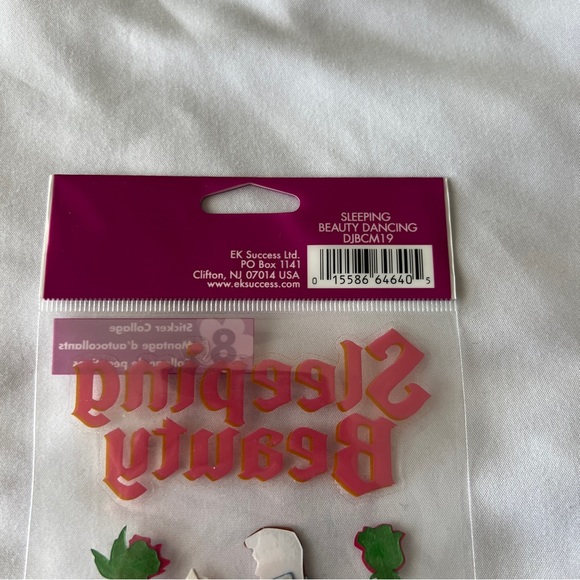 SLEEPING
BEAUTY DANCING
DJBCM19
EK Success Ltd.
PO Box 1141
Clifton, NJ 07014 USA
www.eksuccess.com
0 15586 64640 5
Sticker Collage
8
Montage d'autocollants
Sleeping
Beauty